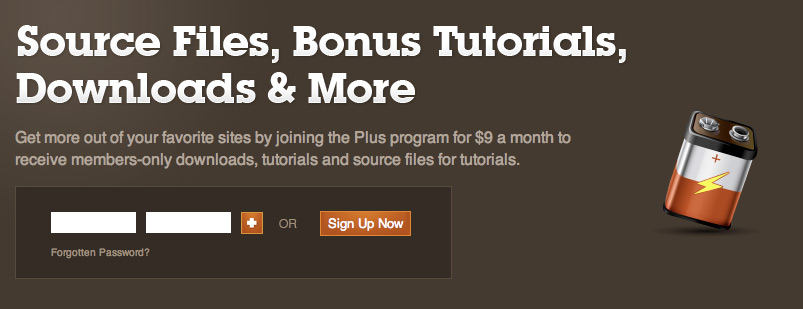 Source Files, Bonus Tutorials,
Downloads & More
Get more out of your favorite sites by joining the Plus program for $9 a month to
receive members-only downloads, tutorials and source files for tutorials.
OR Sign Up Now
Forgotten Password?